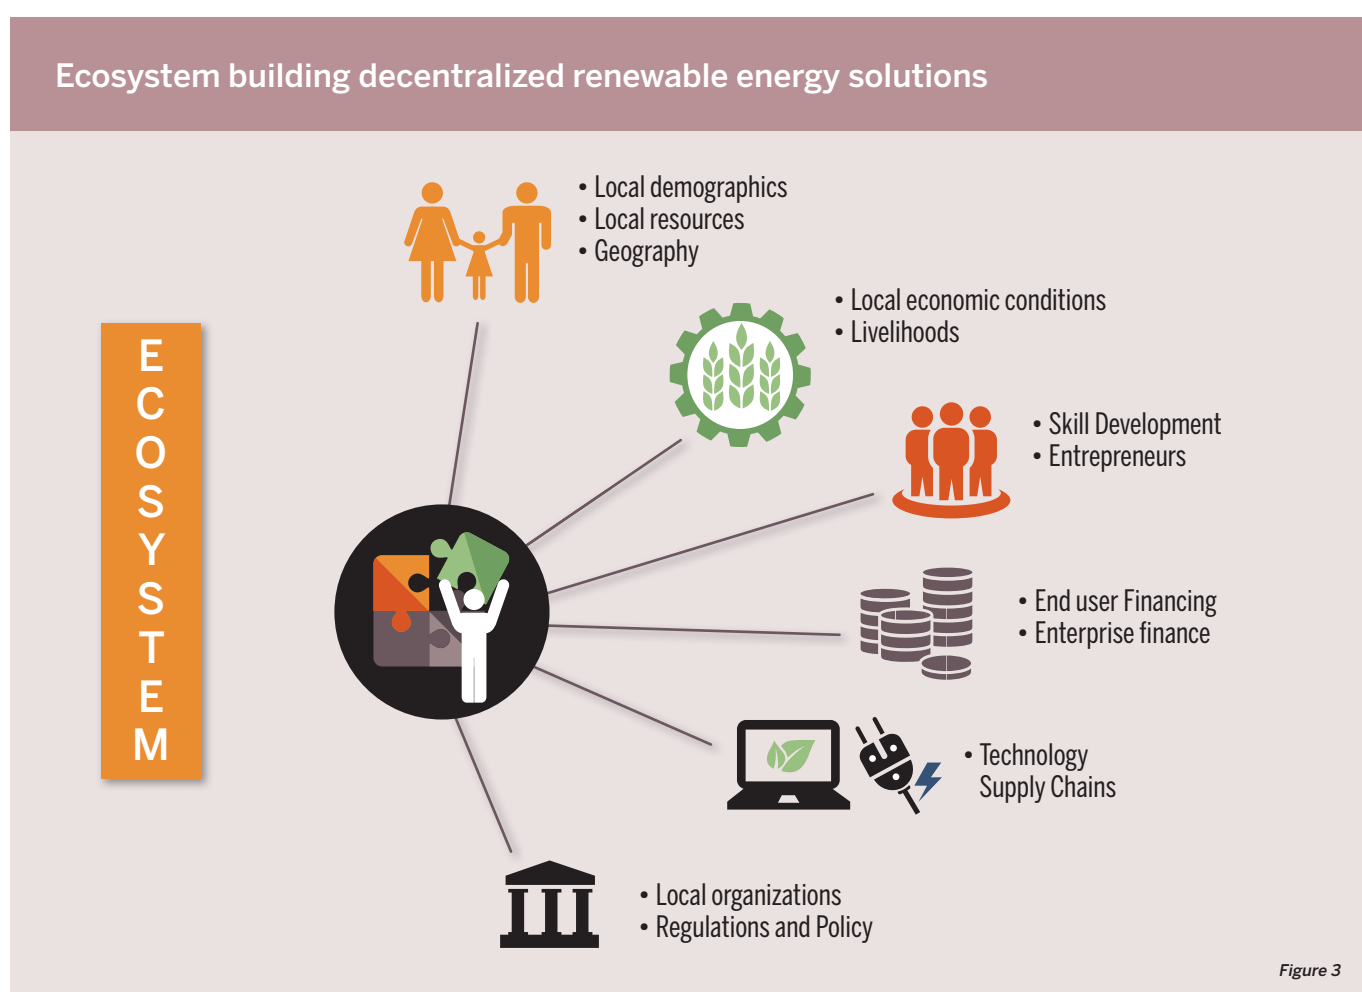 Ecosystem building decentralized renewable energy solutions
• Local demographics
• Local resources
• Geography
• Local economic conditions
• Livelihoods
ECOSYSTEM
• Skill Development
• Entrepreneurs
• End user Financing
• Enterprise finance
• Technology
Supply Chains
• Local organizations
• Regulations and Policy
Figure 3